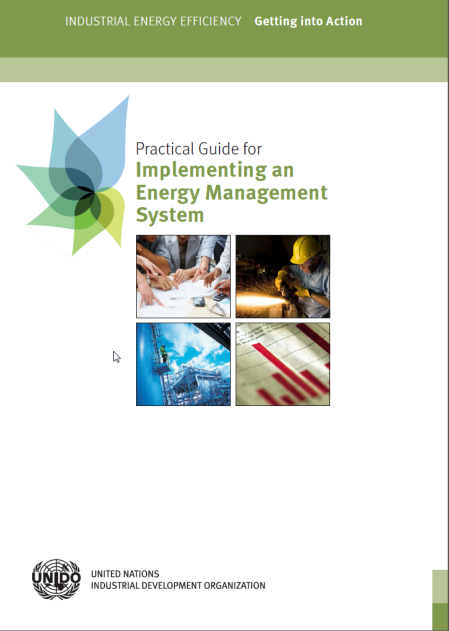 INDUSTRIAL ENERGY EFFICIENCY Getting into Action
Practical Guide for
Implementing an
Energy Management
System
UNIDO
UNITED NATIONS
INDUSTRIAL DEVELOPMENT ORGANIZATION